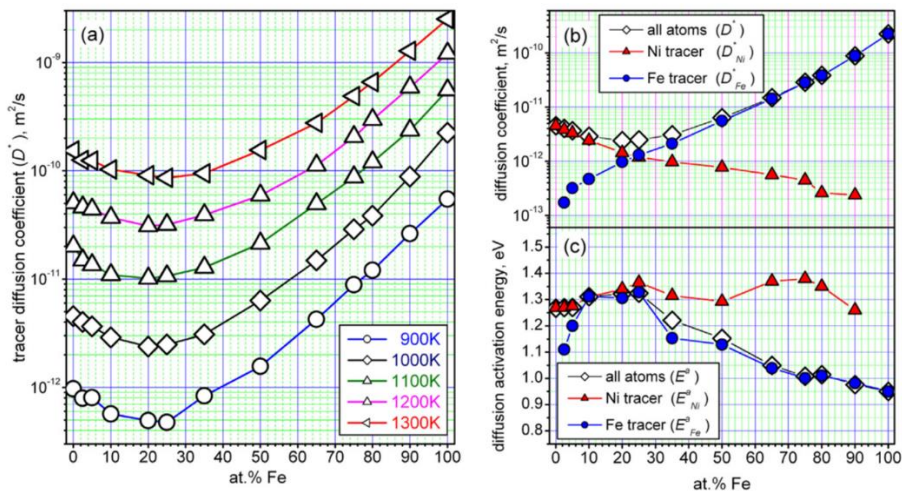 (a)
tracer diffusion coefficient (D*), m²/s
10⁻⁹
10⁻¹⁰
10⁻¹¹
10⁻¹²
900K
1000K
1100K
1200K
1300K
0 10 20 30 40 50 60 70 80 90 100
at.% Fe
(b)
all atoms (D*)
Ni tracer (D*Ni)
Fe tracer (D*Fe)
diffusion coefficient, m²/s
10⁻¹⁰
10⁻¹¹
10⁻¹²
10⁻¹³
(c)
diffusion activation energy, eV
1.5
1.4
1.3
1.2
1.1
1.0
0.9
all atoms (Eᵃ)
Ni tracer (EᵃNi)
Fe tracer (EᵃFe)
0 10 20 30 40 50 60 70 80 90 100
at.% Fe